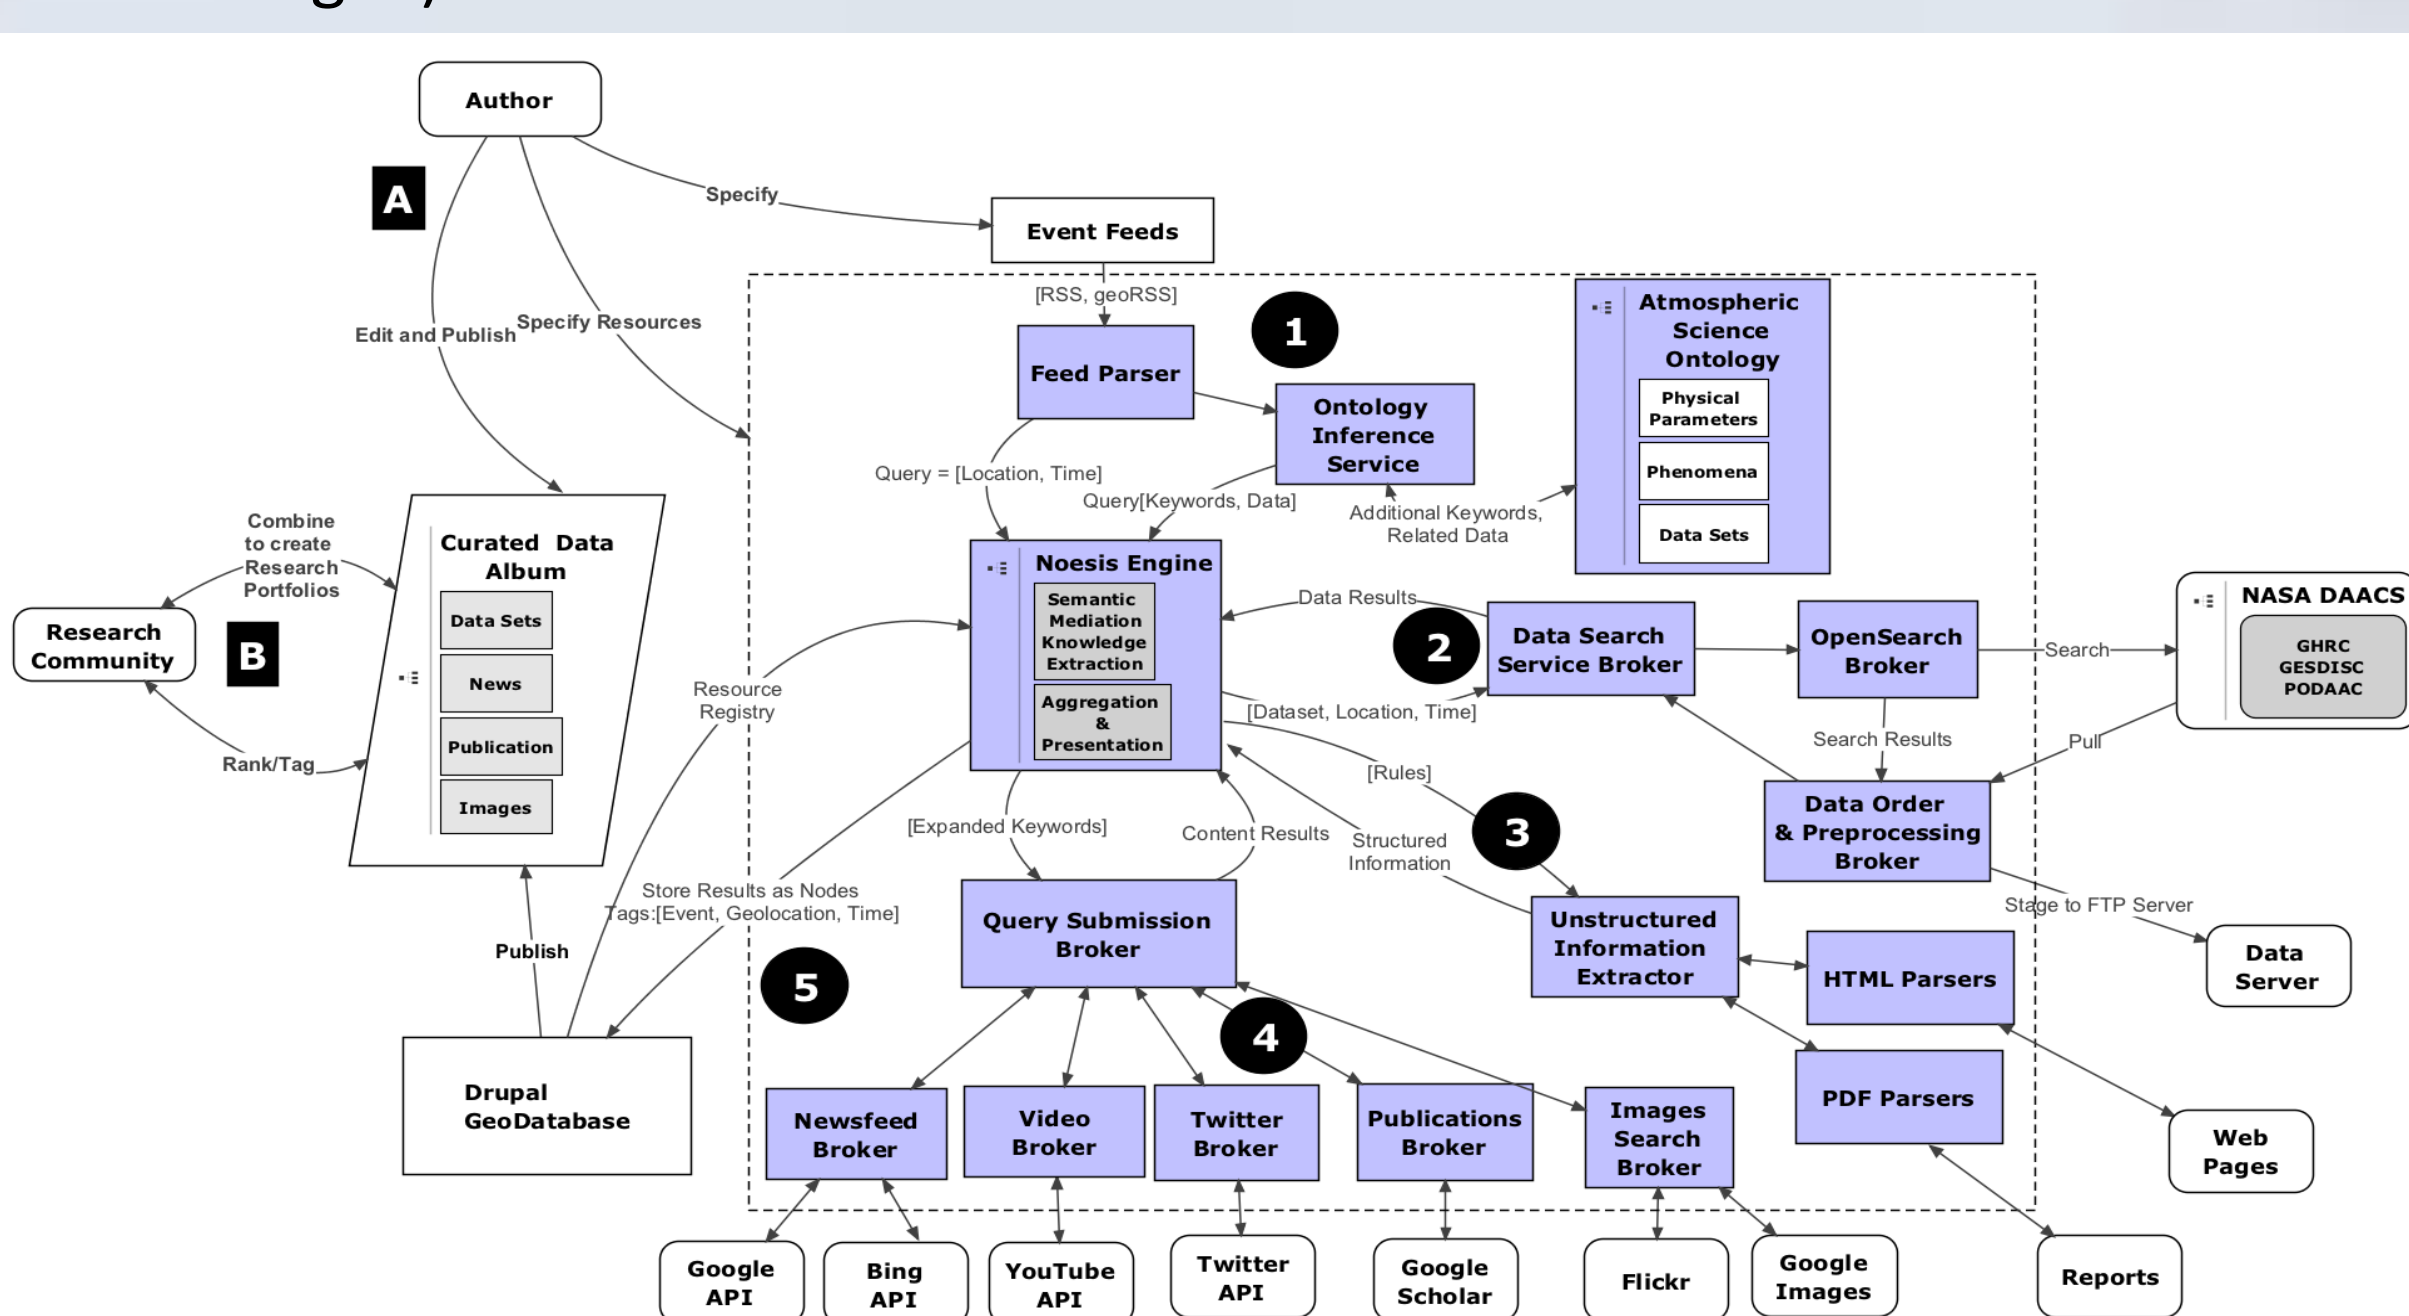 Author
A
Specify
Event Feeds
[RSS, geoRSS]
1
Atmospheric
Science
Ontology
Physical
Parameters
Phenomena
Data Sets
Edit and Publish
Specify Resources
Feed Parser
Ontology
Inference
Service
Query = [Location, Time]
Query[Keywords, Data]
Additional Keywords,
Related Data
Combine
to create
Research
Portfolios
Curated Data
Album
Data Sets
News
Publication
Images
Research
Community
B
Rank/Tag
Noesis Engine
Semantic
Mediation
Knowledge
Extraction
Aggregation
&
Presentation
Data Results
2
Data Search
Service Broker
OpenSearch
Broker
Search
NASA DAACS
GHRC
GESDISC
PODAAC
Resource
Registry
[Dataset, Location, Time]
Search Results
Pull
[Rules]
Data Order
& Preprocessing
Broker
[Expanded Keywords]
Content Results
Structured
Information
3
Store Results as Nodes
Tags:[Event, Geolocation, Time]
Stage to FTP Server
Query Submission
Broker
Unstructured
Information
Extractor
HTML Parsers
Data
Server
Publish
5
4
Drupal
GeoDatabase
Newsfeed
Broker
Video
Broker
Twitter
Broker
Publications
Broker
Images
Search
Broker
PDF Parsers
Web
Pages
Google
API
Bing
API
YouTube
API
Twitter
API
Google
Scholar
Flickr
Google
Images
Reports